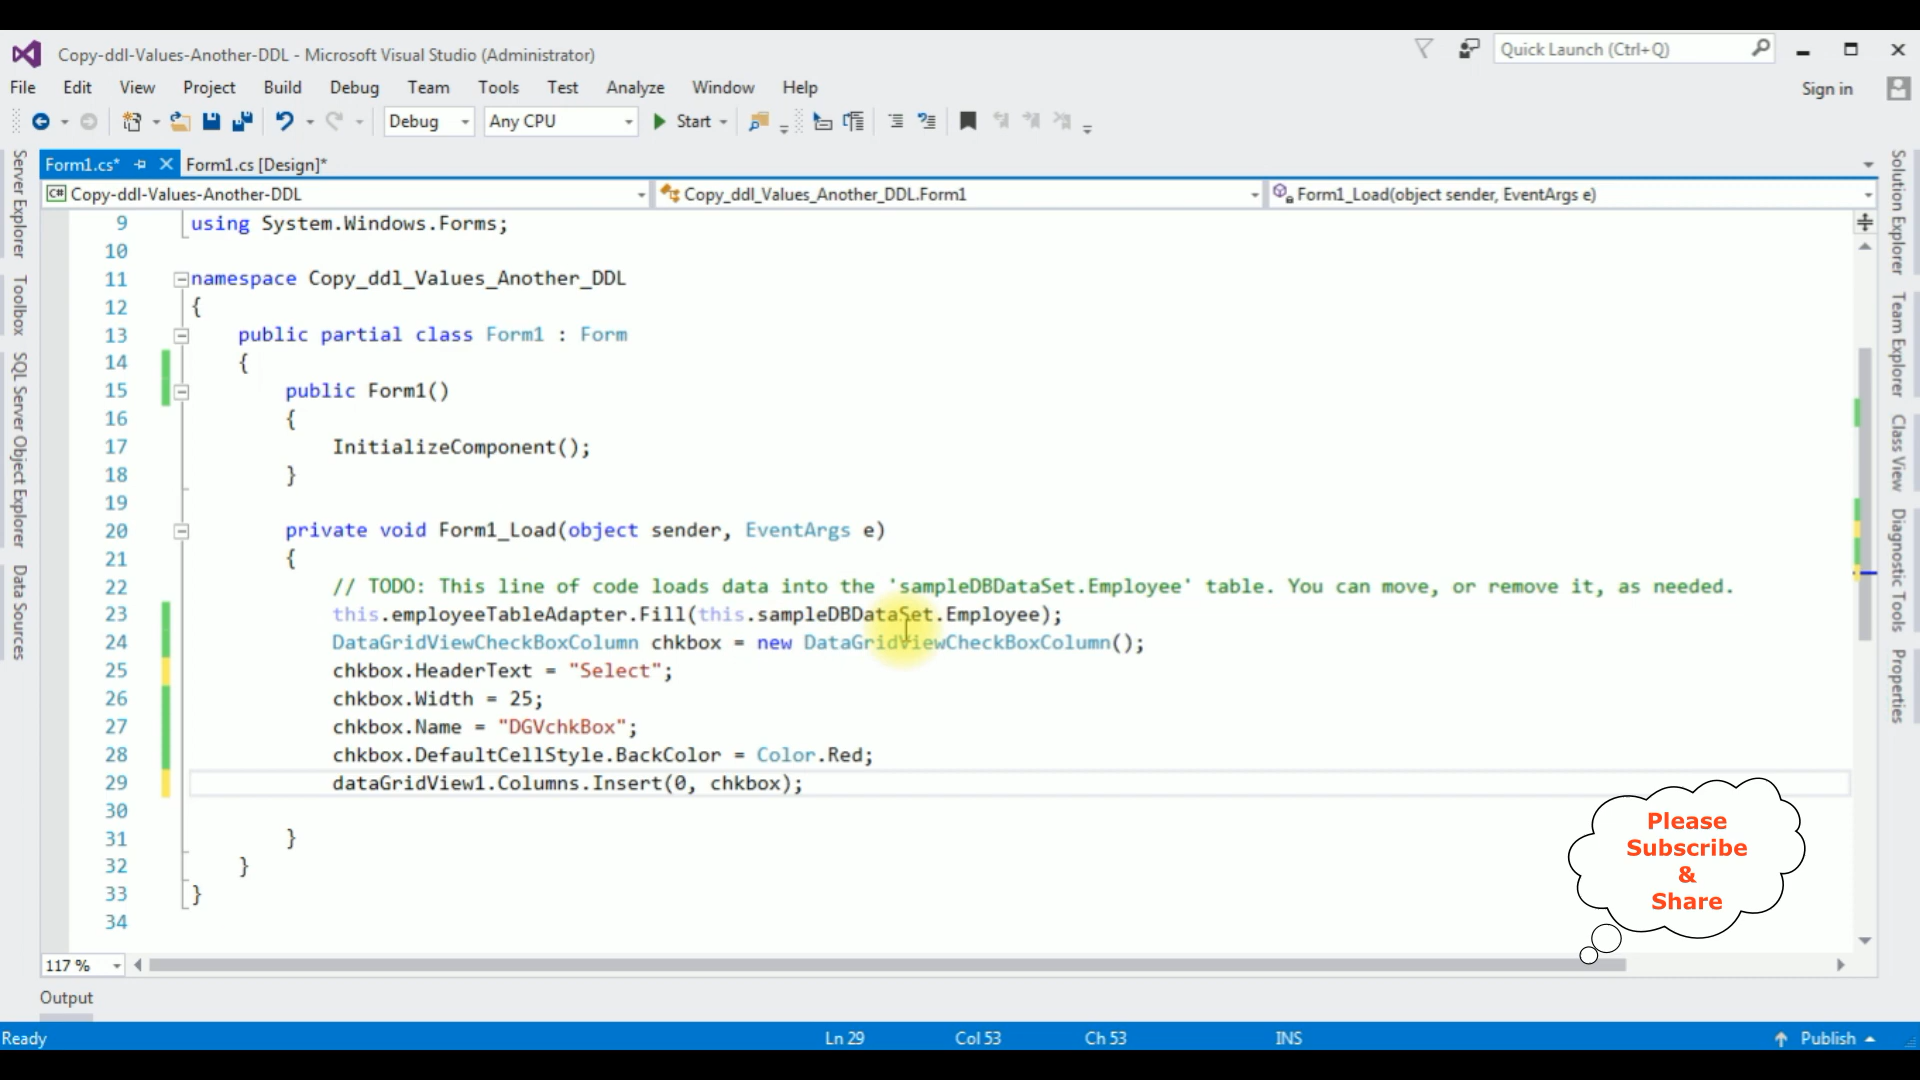 Copy-ddl-Values-Another-DDL - Microsoft Visual Studio (Administrator)
Quick Launch (Ctrl+Q)
File Edit View Project Build Debug Team Tools Test Analyze Window Help
Sign in
Debug Any CPU Start
Form1.cs* Form1.cs [Design]*
C# Copy-ddl-Values-Another-DDL Copy_ddl_Values_Another_DDL.Form1 Form1_Load(object sender, EventArgs e)
Server Explorer
Toolbox
SQL Server Object Explorer
Data Sources
9 using System.Windows.Forms;
10
11 namespace Copy_ddl_Values_Another_DDL
12 {
13 public partial class Form1 : Form
14 {
15 public Form1()
16 {
17 InitializeComponent();
18 }
19
20 private void Form1_Load(object sender, EventArgs e)
21 {
22 // TODO: This line of code loads data into the 'sampleDBDataSet.Employee' table. You can move, or remove it, as needed.
23 this.employeeTableAdapter.Fill(this.sampleDBDataSet.Employee);
24 DataGridViewCheckBoxColumn chkbox = new DataGridViewCheckBoxColumn();
25 chkbox.HeaderText = "Select";
26 chkbox.Width = 25;
27 chkbox.Name = "DGVchkBox";
28 chkbox.DefaultCellStyle.BackColor = Color.Red;
29 dataGridView1.Columns.Insert(0, chkbox);
30
31 }
32 }
33 }
34
Solution Explorer
Team Explorer
Class View
Diagnostic Tools
Properties
Please
Subscribe
&
Share
117 %
Output
Ready Ln 29 Col 53 Ch 53 INS Publish